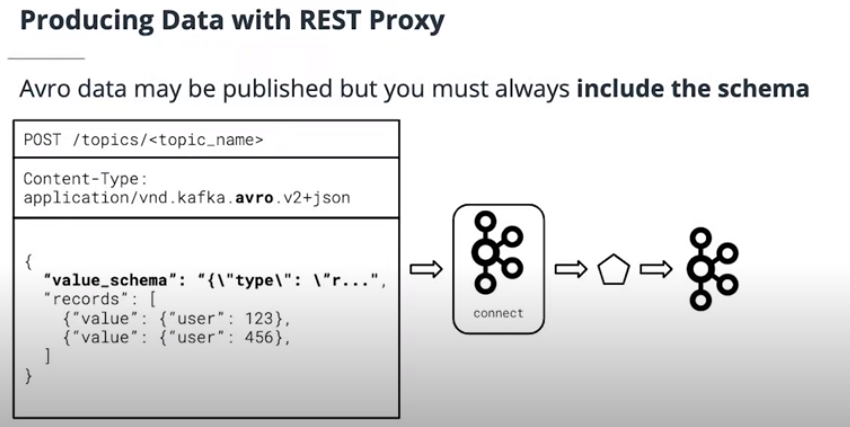 Producing Data with REST Proxy
Avro data may be published but you must always include the schema
POST /topics/<topic_name>
Content-Type:
application/vnd.kafka.avro.v2+json
{
"value_schema": "{\"type\": \"r...",
"records": [
{"value": {"user": 123},
{"value": {"user": 456},
]
}
connect